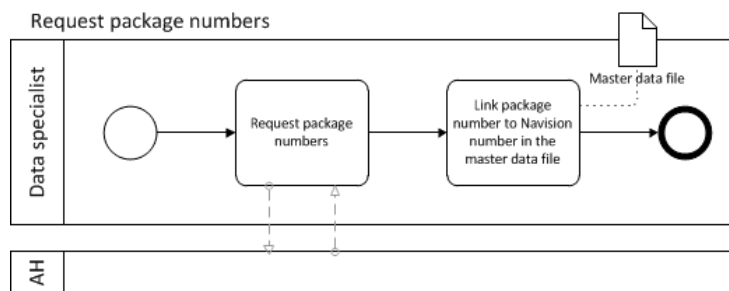 Request package numbers
Data specialist
Request package
numbers
Link package
number to Navision
number in the
master data file
Master data file
AH